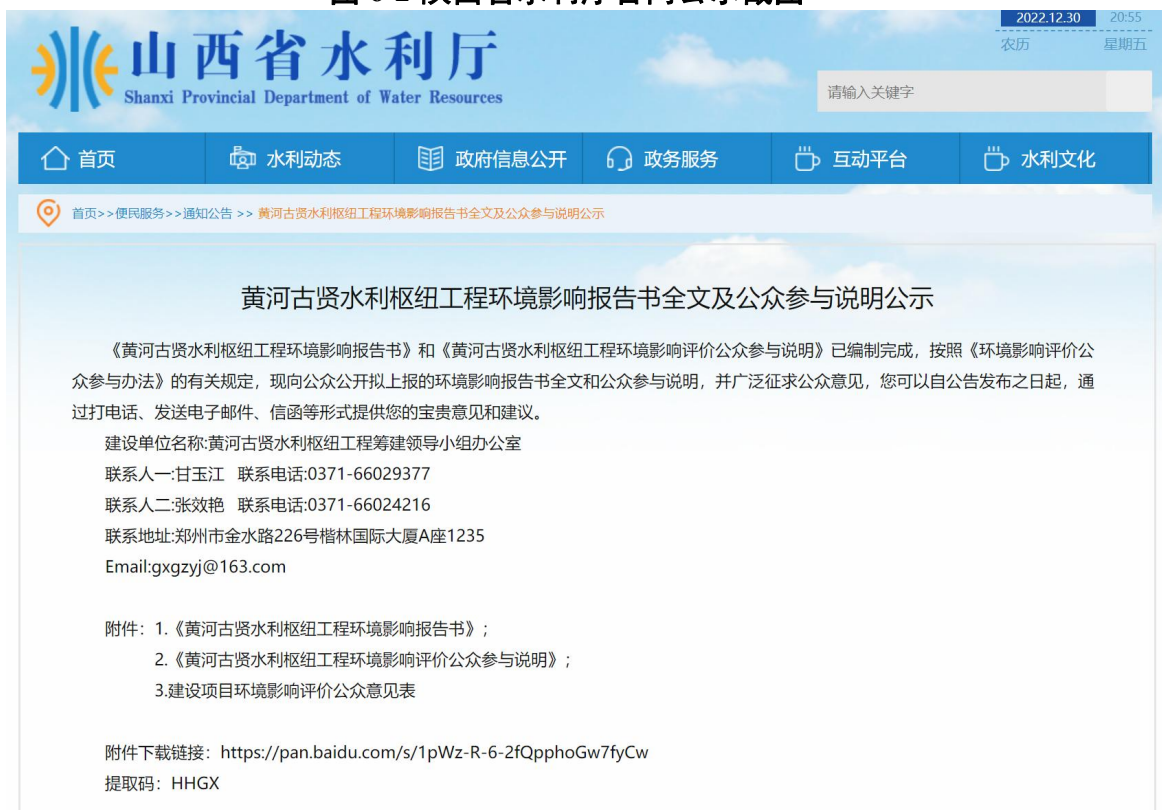 2022.12.30 20:55
农历 星期五
山西省水利厅
Shanxi Provincial Department of Water Resources
请输入关键字
首页 水利动态 政府信息公开 政务服务 互动平台 水利文化
首页>>便民服务>>通知公告 >> 黄河古贤水利枢纽工程环境影响报告书全文及公众参与说明公示
黄河古贤水利枢纽工程环境影响报告书全文及公众参与说明公示
《黄河古贤水利枢纽工程环境影响报告书》和《黄河古贤水利枢纽工程环境影响评价公众参与说明》已编制完成，按照《环境影响评价公
众参与办法》的有关规定，现向公众公开拟上报的环境影响报告书全文和公众参与说明，并广泛征求公众意见，您可以自公告发布之日起，通
过打电话、发送电子邮件、信函等形式提供您的宝贵意见和建议。
建设单位名称:黄河古贤水利枢纽工程筹建领导小组办公室
联系人一:甘玉江 联系电话:0371-66029377
联系人二:张效艳 联系电话:0371-66024216
联系地址:郑州市金水路226号楷林国际大厦A座1235
Email:gxgzyj@163.com
附件：1.《黄河古贤水利枢纽工程环境影响报告书》;
2.《黄河古贤水利枢纽工程环境影响评价公众参与说明》;
3.建设项目环境影响评价公众意见表
附件下载链接：https://pan.baidu.com/s/1pWz-R-6-2fQpphoGw7fyCw
提取码：HHGX